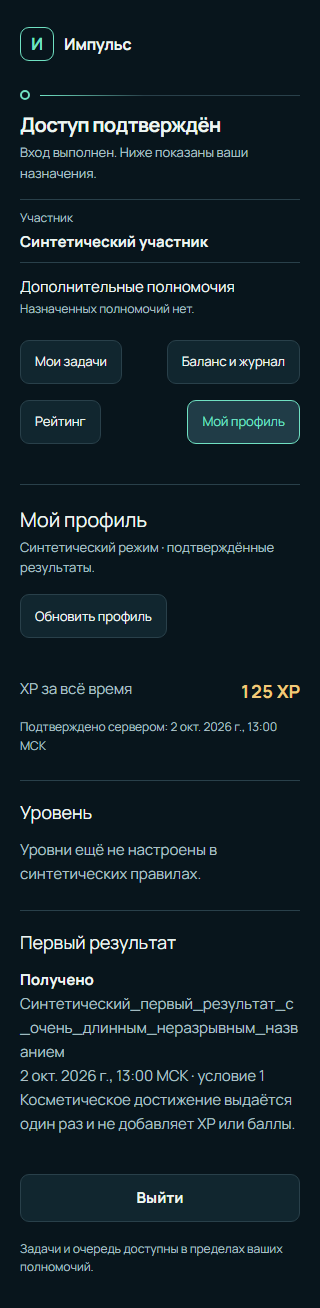 И Импульс
Доступ подтверждён
Вход выполнен. Ниже показаны ваши
назначения.
Участник
Синтетический участник
Дополнительные полномочия
Назначенных полномочий нет.
Мои задачи
Баланс и журнал
Рейтинг
Мой профиль
Мой профиль
Синтетический режим · подтверждённые
результаты.
Обновить профиль
XP за всё время
125 XP
Подтверждено сервером: 2 окт. 2026 г., 13:00
МСК
Уровень
Уровни ещё не настроены в
синтетических правилах.
Первый результат
Получено
Синтетический_первый_результат_с
_очень_длинным_неразрывным_назв
анием
2 окт. 2026 г., 13:00 МСК · условие 1
Косметическое достижение выдаётся
один раз и не добавляет XP или баллы.
Выйти
Задачи и очередь доступны в пределах ваших
полномочий.